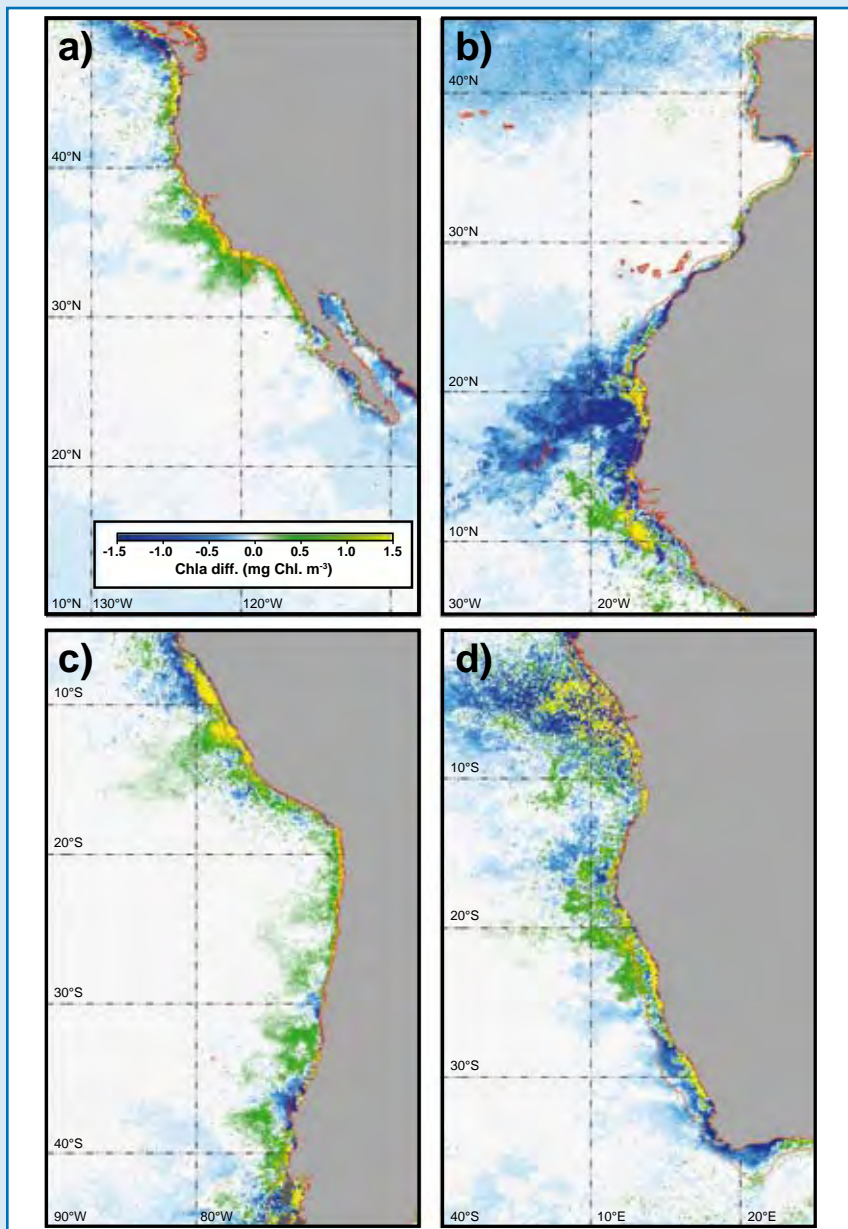 a)
40°N
30°N
20°N
-1.5 -1.0 -0.5 0.0 0.5 1.0 1.5
Chla diff. (mg Chl. m⁻³)
10°N 130°W 120°W
b)
40°N
30°N
20°N
10°N
30°W 20°W
c)
10°S
20°S
30°S
40°S
90°W 80°W
d)
10°S
20°S
30°S
40°S 10°E 20°E